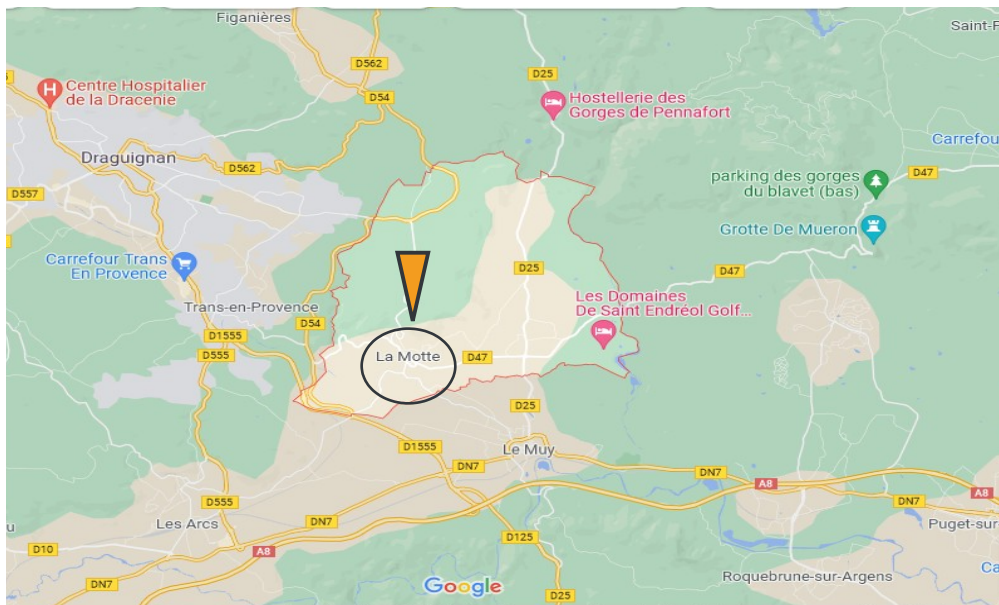 Figanières
Saint-F
D562
D25
Centre Hospitalier
de la Dracenie
D54
Hostellerie des
Gorges de Pennafort
Carrefou
Draguignan
D562
parking des gorges
du blavet (bas)
D47
D557
Grotte De Mueron
Carrefour Trans
En Provence
D25
D47
Trans-en-Provence
Les Domaines
De Saint Endréol Golf...
D54
D1555
D555
La Motte
D47
D25
D1555
Le Muy
DN7
DN7
A8
A8
D555
DN7
Les Arcs
DN7
Puget-sur
u
D10
A8
D125
Ca
DN7
Google
Roquebrune-sur-Argens
D25